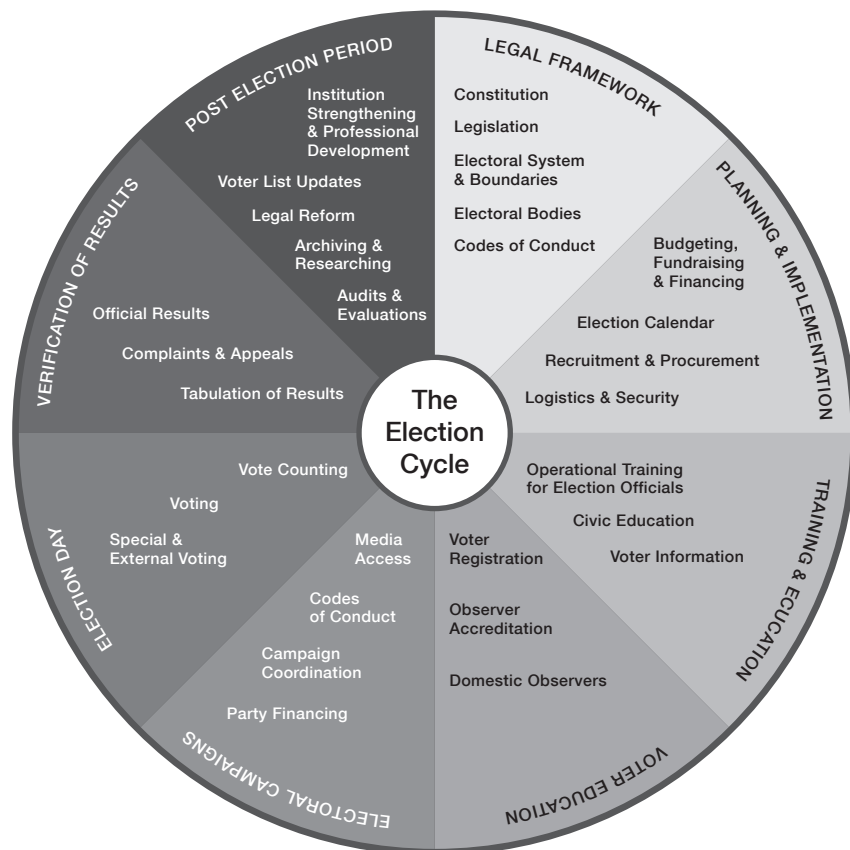 The
Election
Cycle
LEGAL FRAMEWORK
Constitution
Legislation
Electoral System
& Boundaries
Electoral Bodies
Codes of Conduct
PLANNING & IMPLEMENTATION
Budgeting,
Fundraising
& Financing
Election Calendar
Recruitment & Procurement
Logistics & Security
TRAINING & ECUCATION
Operational Training
for Election Officials
Civic Education
Voter Information
VOTER EDUCATION
Voter
Registration
Observer
Accreditation
Domestic Observers
ELECTORAL CAMPAIGNS
Media
Access
Codes
of Conduct
Campaign
Coordination
Party Financing
ELECTION DAY
Vote Counting
Voting
Special &
External Voting
VERIFICATION OF RESULTS
Official Results
Complaints & Appeals
Tabulation of Results
POST ELECTION PERIOD
Institution
Strengthening
& Professional
Development
Voter List Updates
Legal Reform
Archiving &
Researching
Audits &
Evaluations